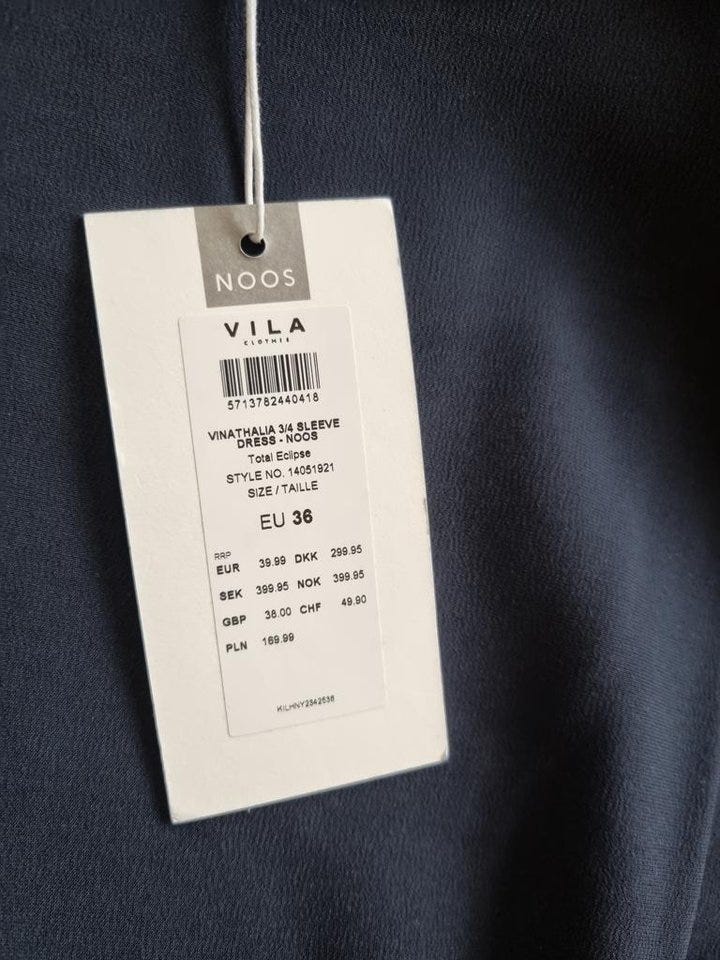 NOOS
VILA
CLOTHES
5713782440418
VINATHALIA 3/4 SLEEVE
DRESS - NOOS
Total Eclipse
STYLE NO. 14051921
SIZE / TAILLE
EU 36
RRP
EUR 39.99 DKK 299.95
SEK 399.95 NOK 399.95
GBP 38.00 CHF 49.90
PLN 169.99
KILHNY2342636